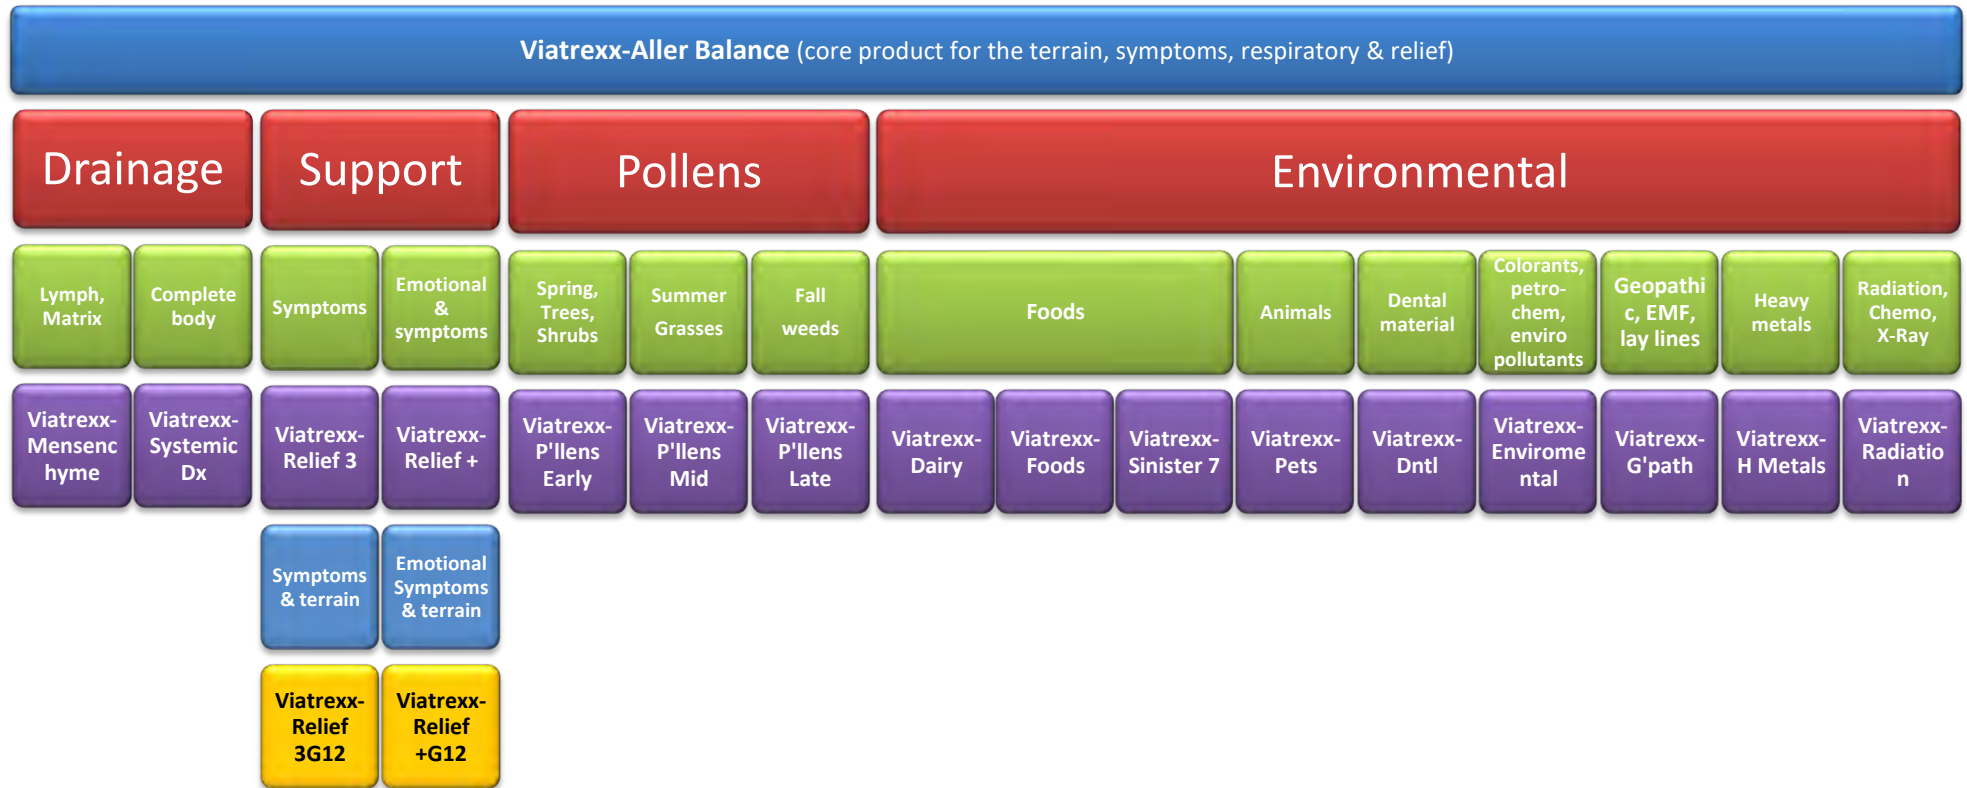 Viatrexx-Aller Balance (core product for the terrain, symptoms, respiratory & relief)
Drainage
Support
Pollens
Environmental
Lymph,
Matrix
Complete
body
Symptoms
Emotional
&
symptoms
Spring,
Trees,
Shrubs
Summer
Grasses
Fall
weeds
Foods
Animals
Dental
material
Colorants,
petro-
chem,
enviro
pollutants
Geopathi
c, EMF,
lay lines
Heavy
metals
Radiation,
Chemo,
X-Ray
Viatrexx-
Mensenc
hyme
Viatrexx-
Systemic
Dx
Viatrexx-
Relief 3
Viatrexx-
Relief +
Viatrexx-
P'llens
Early
Viatrexx-
P'llens
Mid
Viatrexx-
P'llens
Late
Viatrexx-
Dairy
Viatrexx-
Foods
Viatrexx-
Sinister 7
Viatrexx-
Pets
Viatrexx-
Dntl
Viatrexx-
Envirome
ntal
Viatrexx-
G'path
Viatrexx-
H Metals
Viatrexx-
Radiatio
n
Symptoms
& terrain
Emotional
Symptoms
& terrain
Viatrexx-
Relief
3G12
Viatrexx-
Relief
+G12